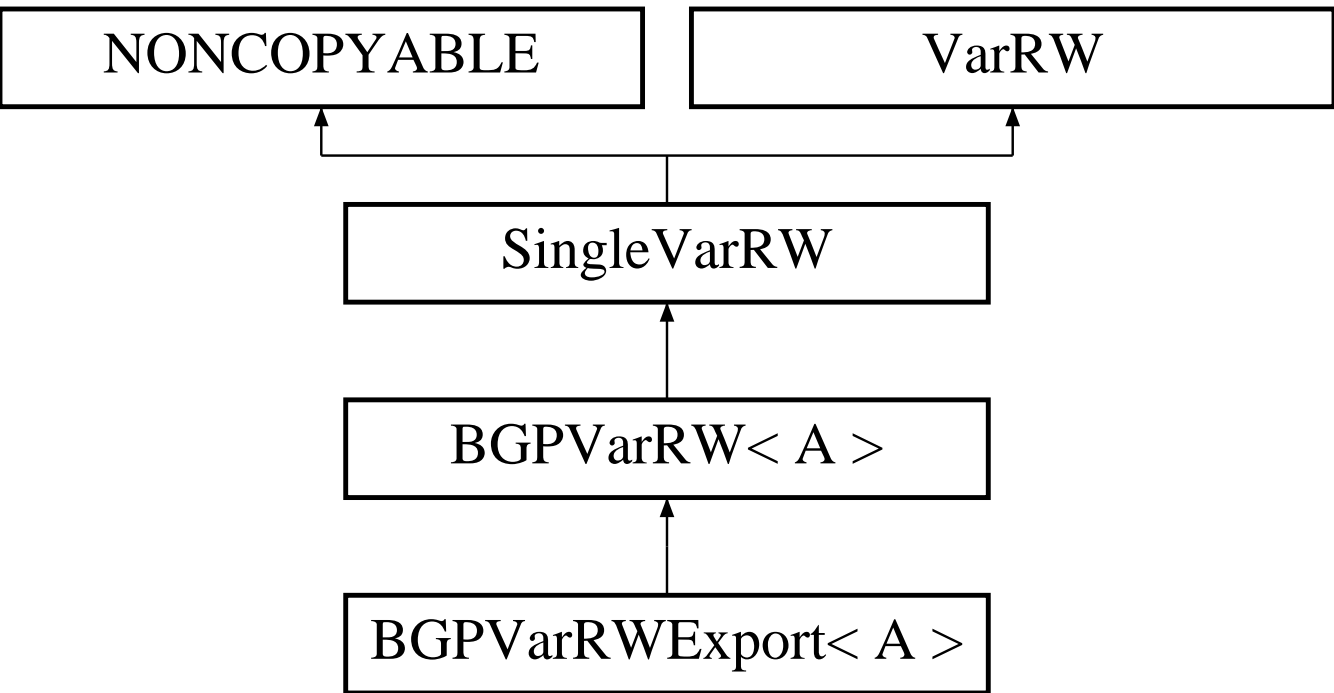 NONCOPYABLE
VarRW
SingleVarRW
BGPVarRW< A >
BGPVarRWExport< A >